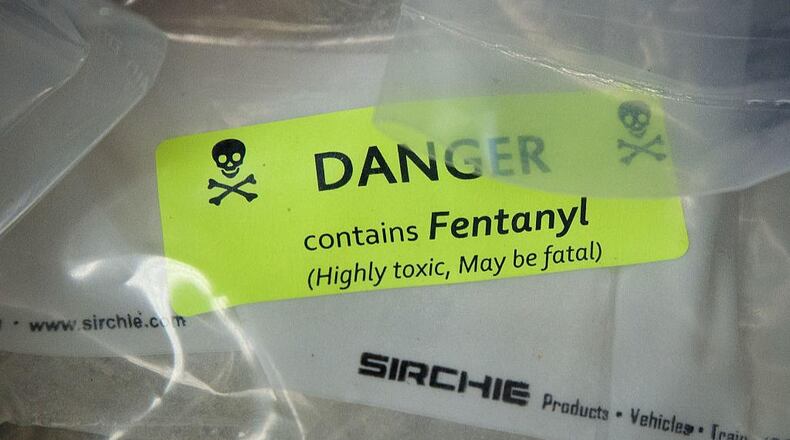 DANGER
contains Fentanyl
(Highly toxic, May be fatal)
• www.sirchie.com
SIRCHIE Products • Vehicles •